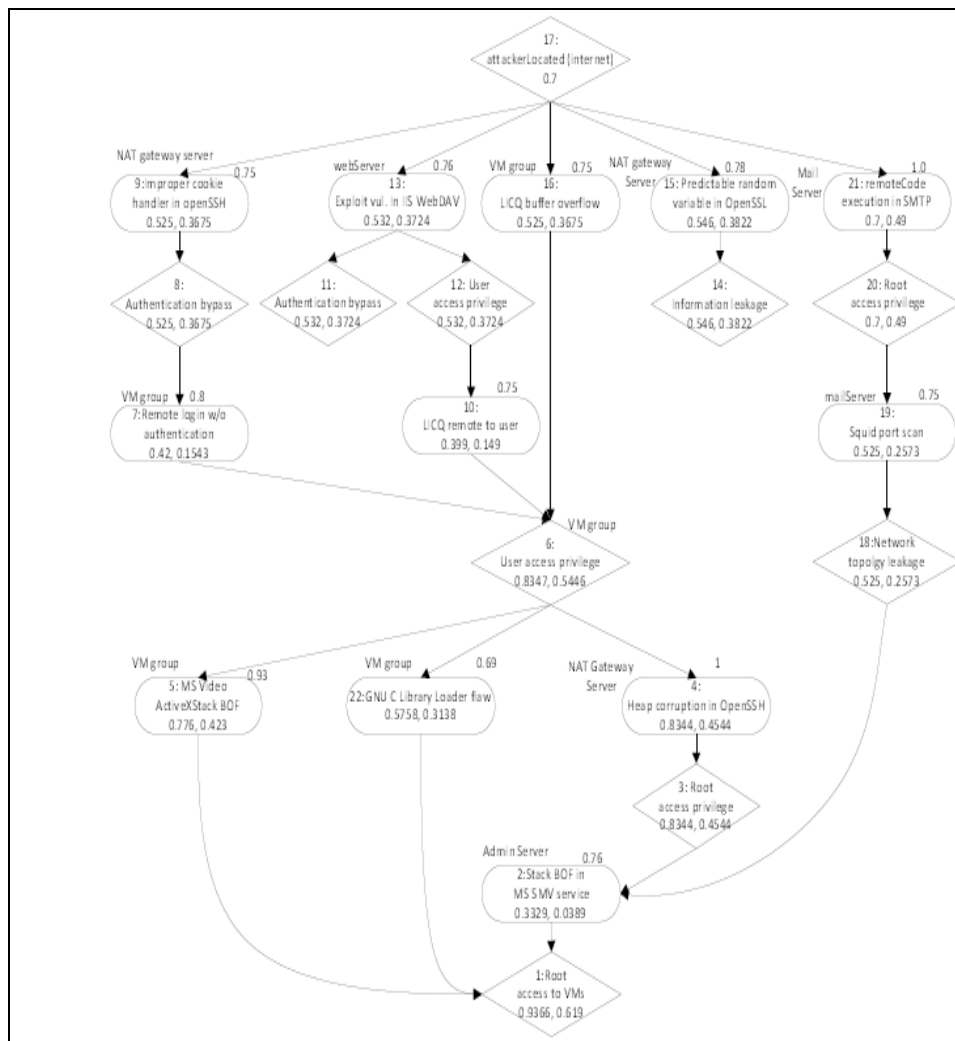 17:
attackerLocated (internet)
0.7
NAT gateway server
0.75
9:Improper cookie
handler in openSSH
0.525, 0.3675
webServer
0.76
13:
Exploit vul. in IIS WebDAV
0.532, 0.3724
VM group
0.75
16:
LICQ buffer overflow
0.525, 0.3675
NAT gateway
Server
0.78
15: Predictable random
variable in OpenSSL
0.546, 0.3822
Mail
Server
1.0
21: remoteCode
execution in SMTP
0.7, 0.49
8:
Authentication bypass
0.525, 0.3675
11:
Authentication bypass
0.532, 0.3724
12: User
access privilege
0.532, 0.3724
14:
Information leakage
0.546, 0.3822
20: Root
access privilege
0.7, 0.49
VM group
0.8
7:Remote login w/o
authentication
0.42, 0.1543
0.75
10:
LICQ remote to user
0.399, 0.149
mailServer
0.75
19:
Squid port scan
0.525, 0.2573
VM group
6:
User access privilege
0.8347, 0.5446
18:Network
topolgy leakage
0.525, 0.2573
VM group
0.93
5: MS Video
ActiveXStack BOF
0.776, 0.423
VM group
0.69
22:GNU C Library Loader flaw
0.5758, 0.3138
NAT Gateway
Server
1
4:
Heap corruption in OpenSSH
0.8344, 0.4544
3: Root
access privilege
0.8344, 0.4544
Admin Server
0.76
2:Stack BOF in
MS SMV service
0.3329, 0.0389
1:Root
access to VMs
0.9366, 0.619